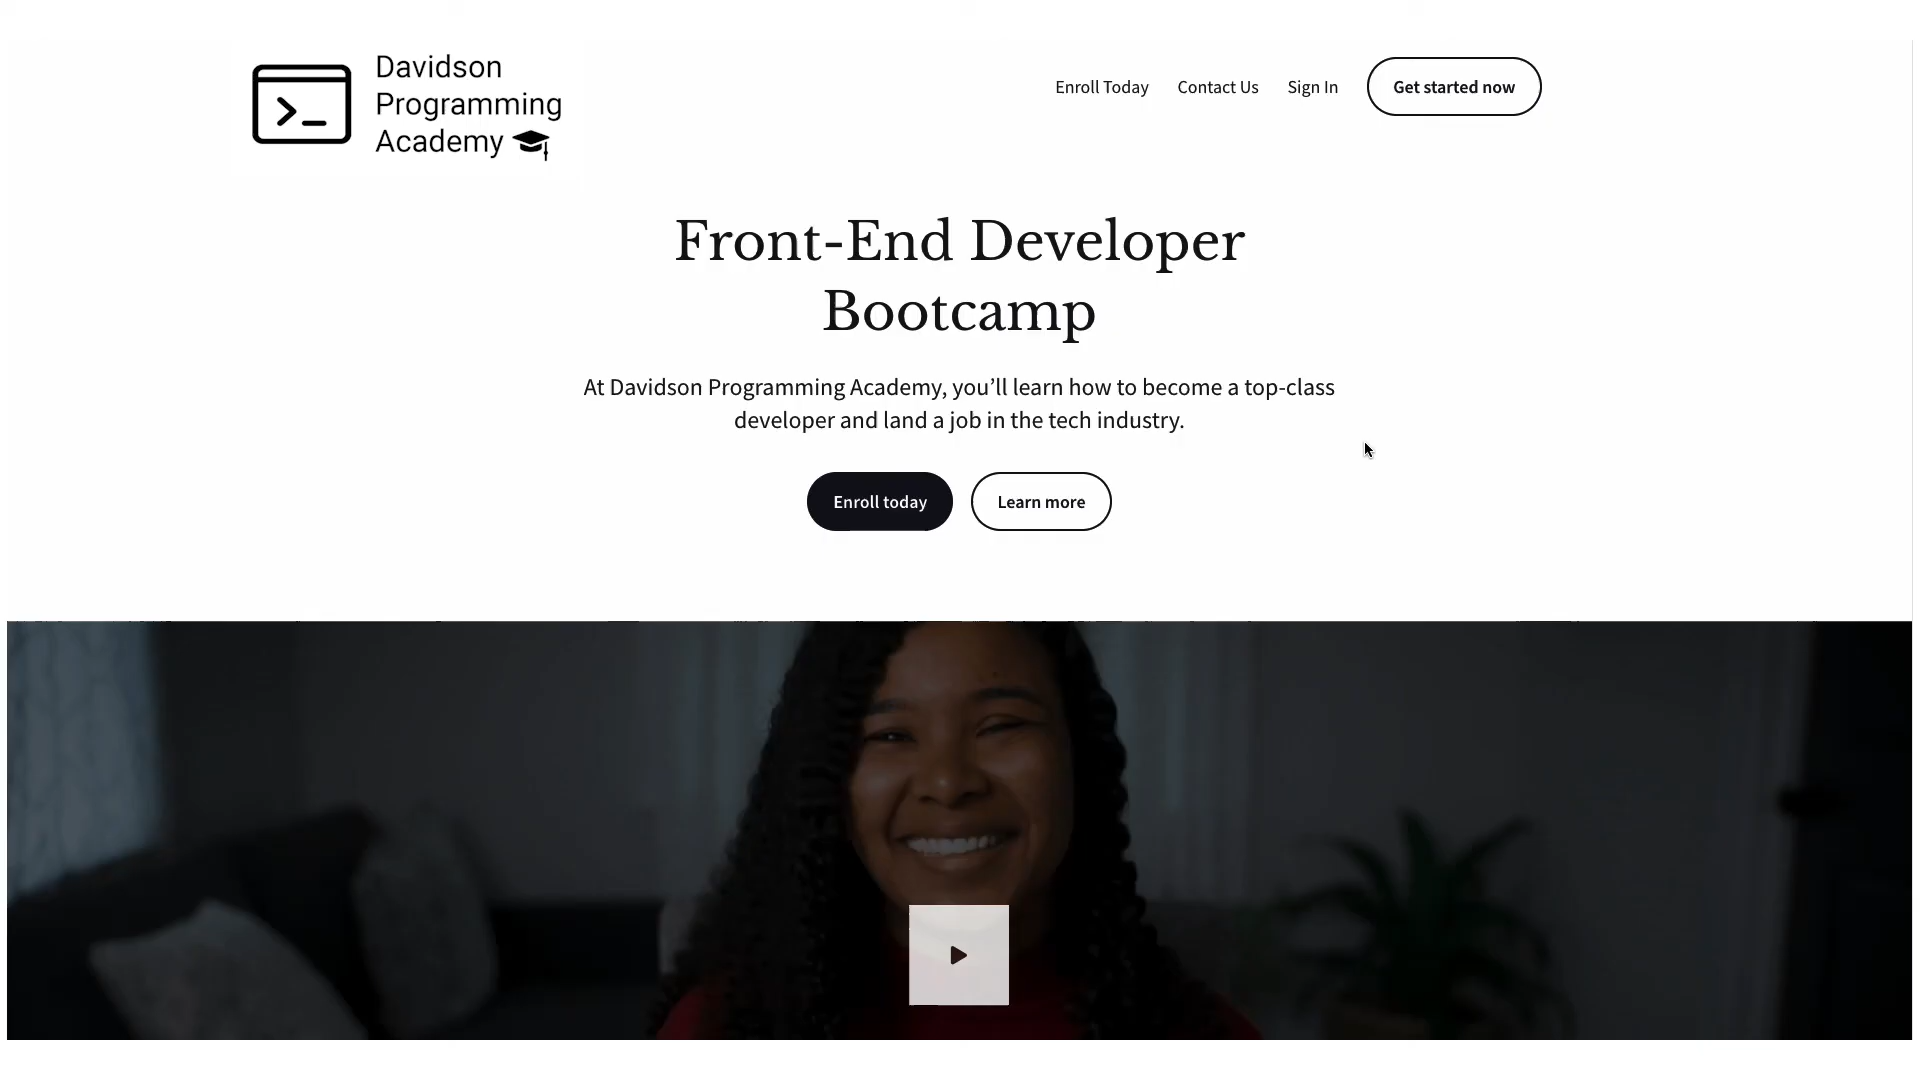 Davidson
Programming
Academy
Enroll Today Contact Us Sign In Get started now
Front-End Developer
Bootcamp
At Davidson Programming Academy, you’ll learn how to become a top-class
developer and land a job in the tech industry.
Enroll today Learn more